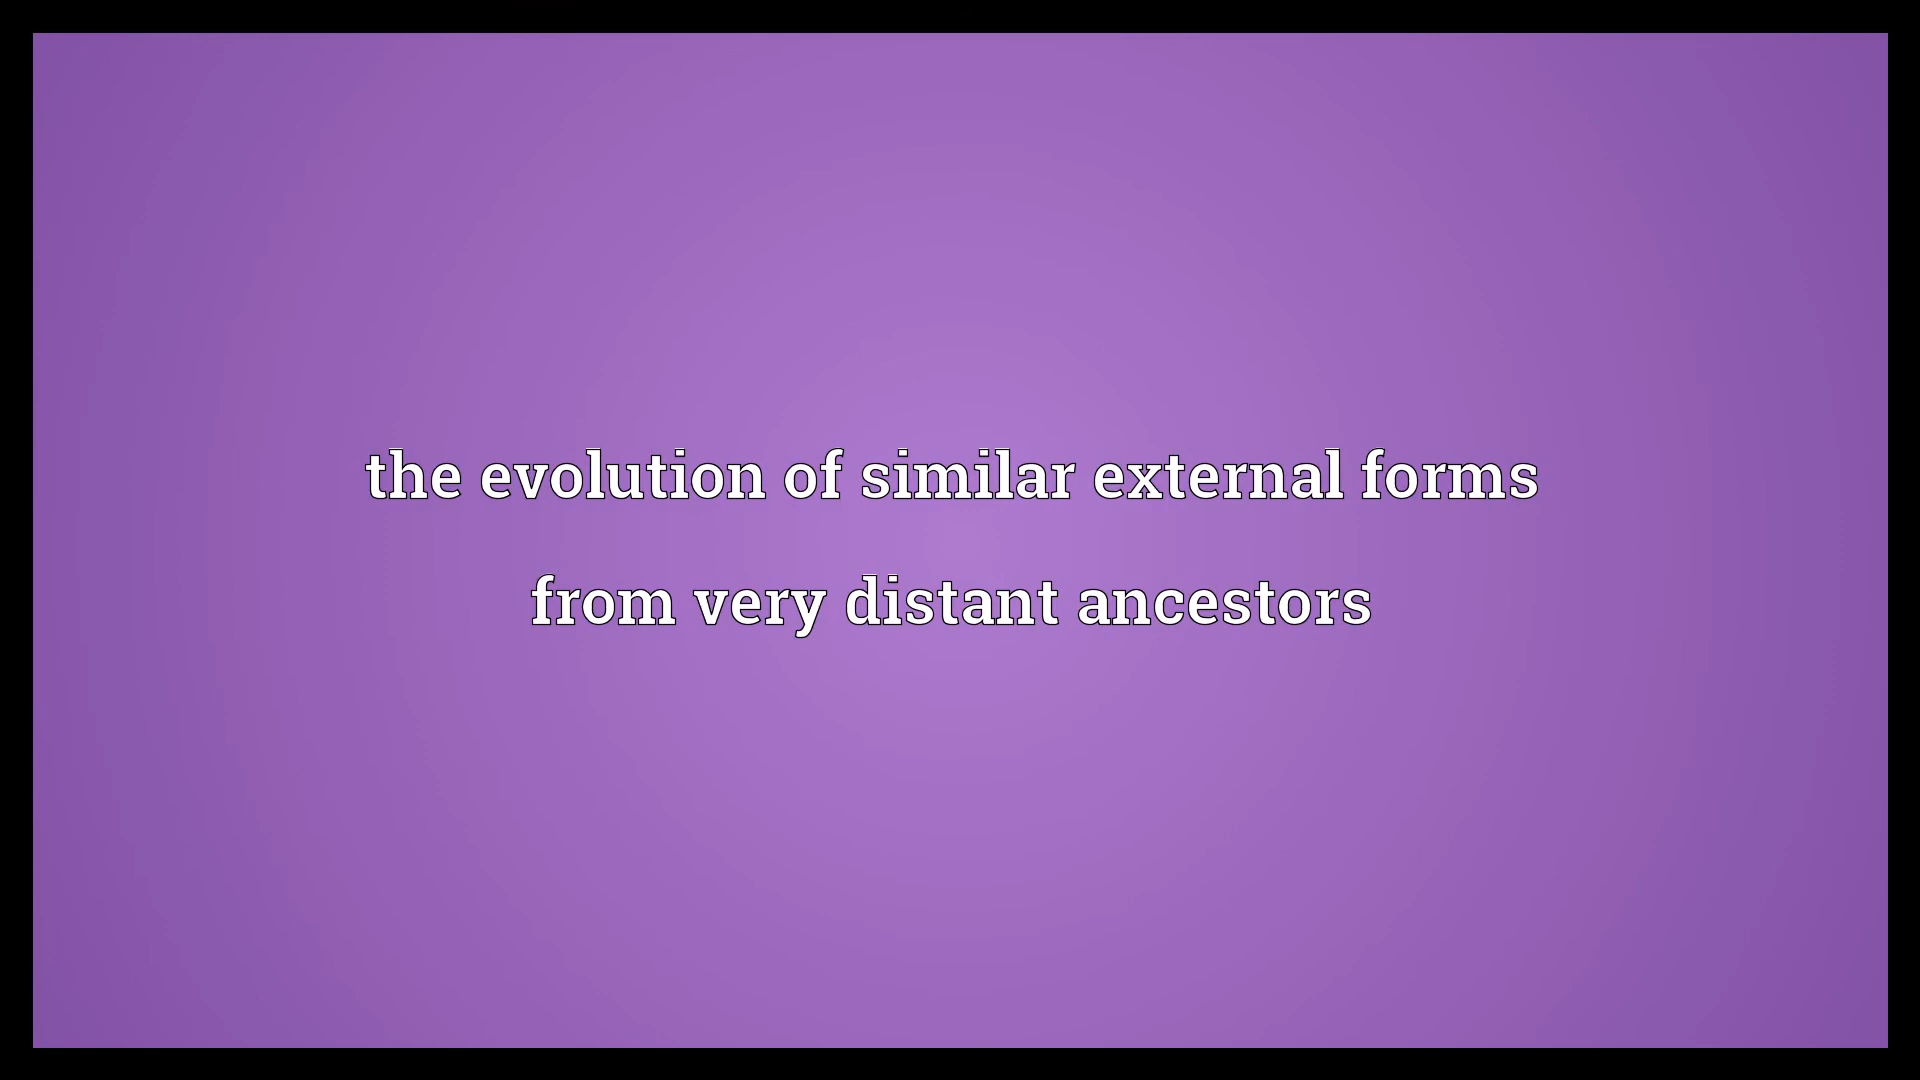 the evolution of similar external forms
from very distant ancestors